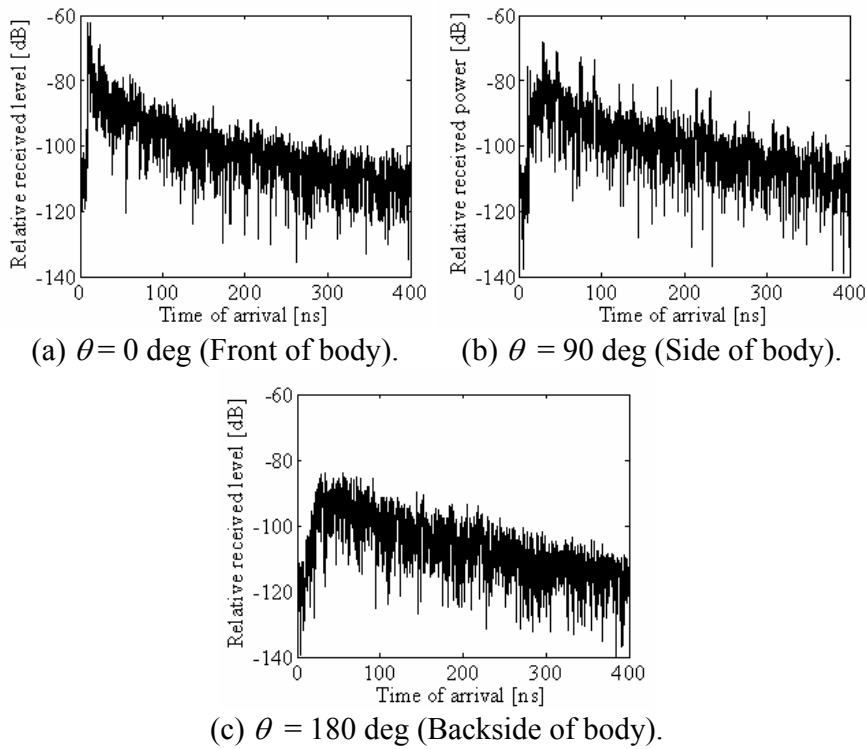 -60
-80
-100
-120
-140
Relative received level [dB]
0 100 200 300 400
Time of arrival [ns]
(a) θ = 0 deg (Front of body).
-60
-80
-100
-120
-140
Relative received power [dB]
0 100 200 300 400
Time of arrival [ns]
(b) θ = 90 deg (Side of body).
-60
-80
-100
-120
-140
Relative received level [dB]
0 100 200 300 400
Time of arrival [ns]
(c) θ = 180 deg (Backside of body).